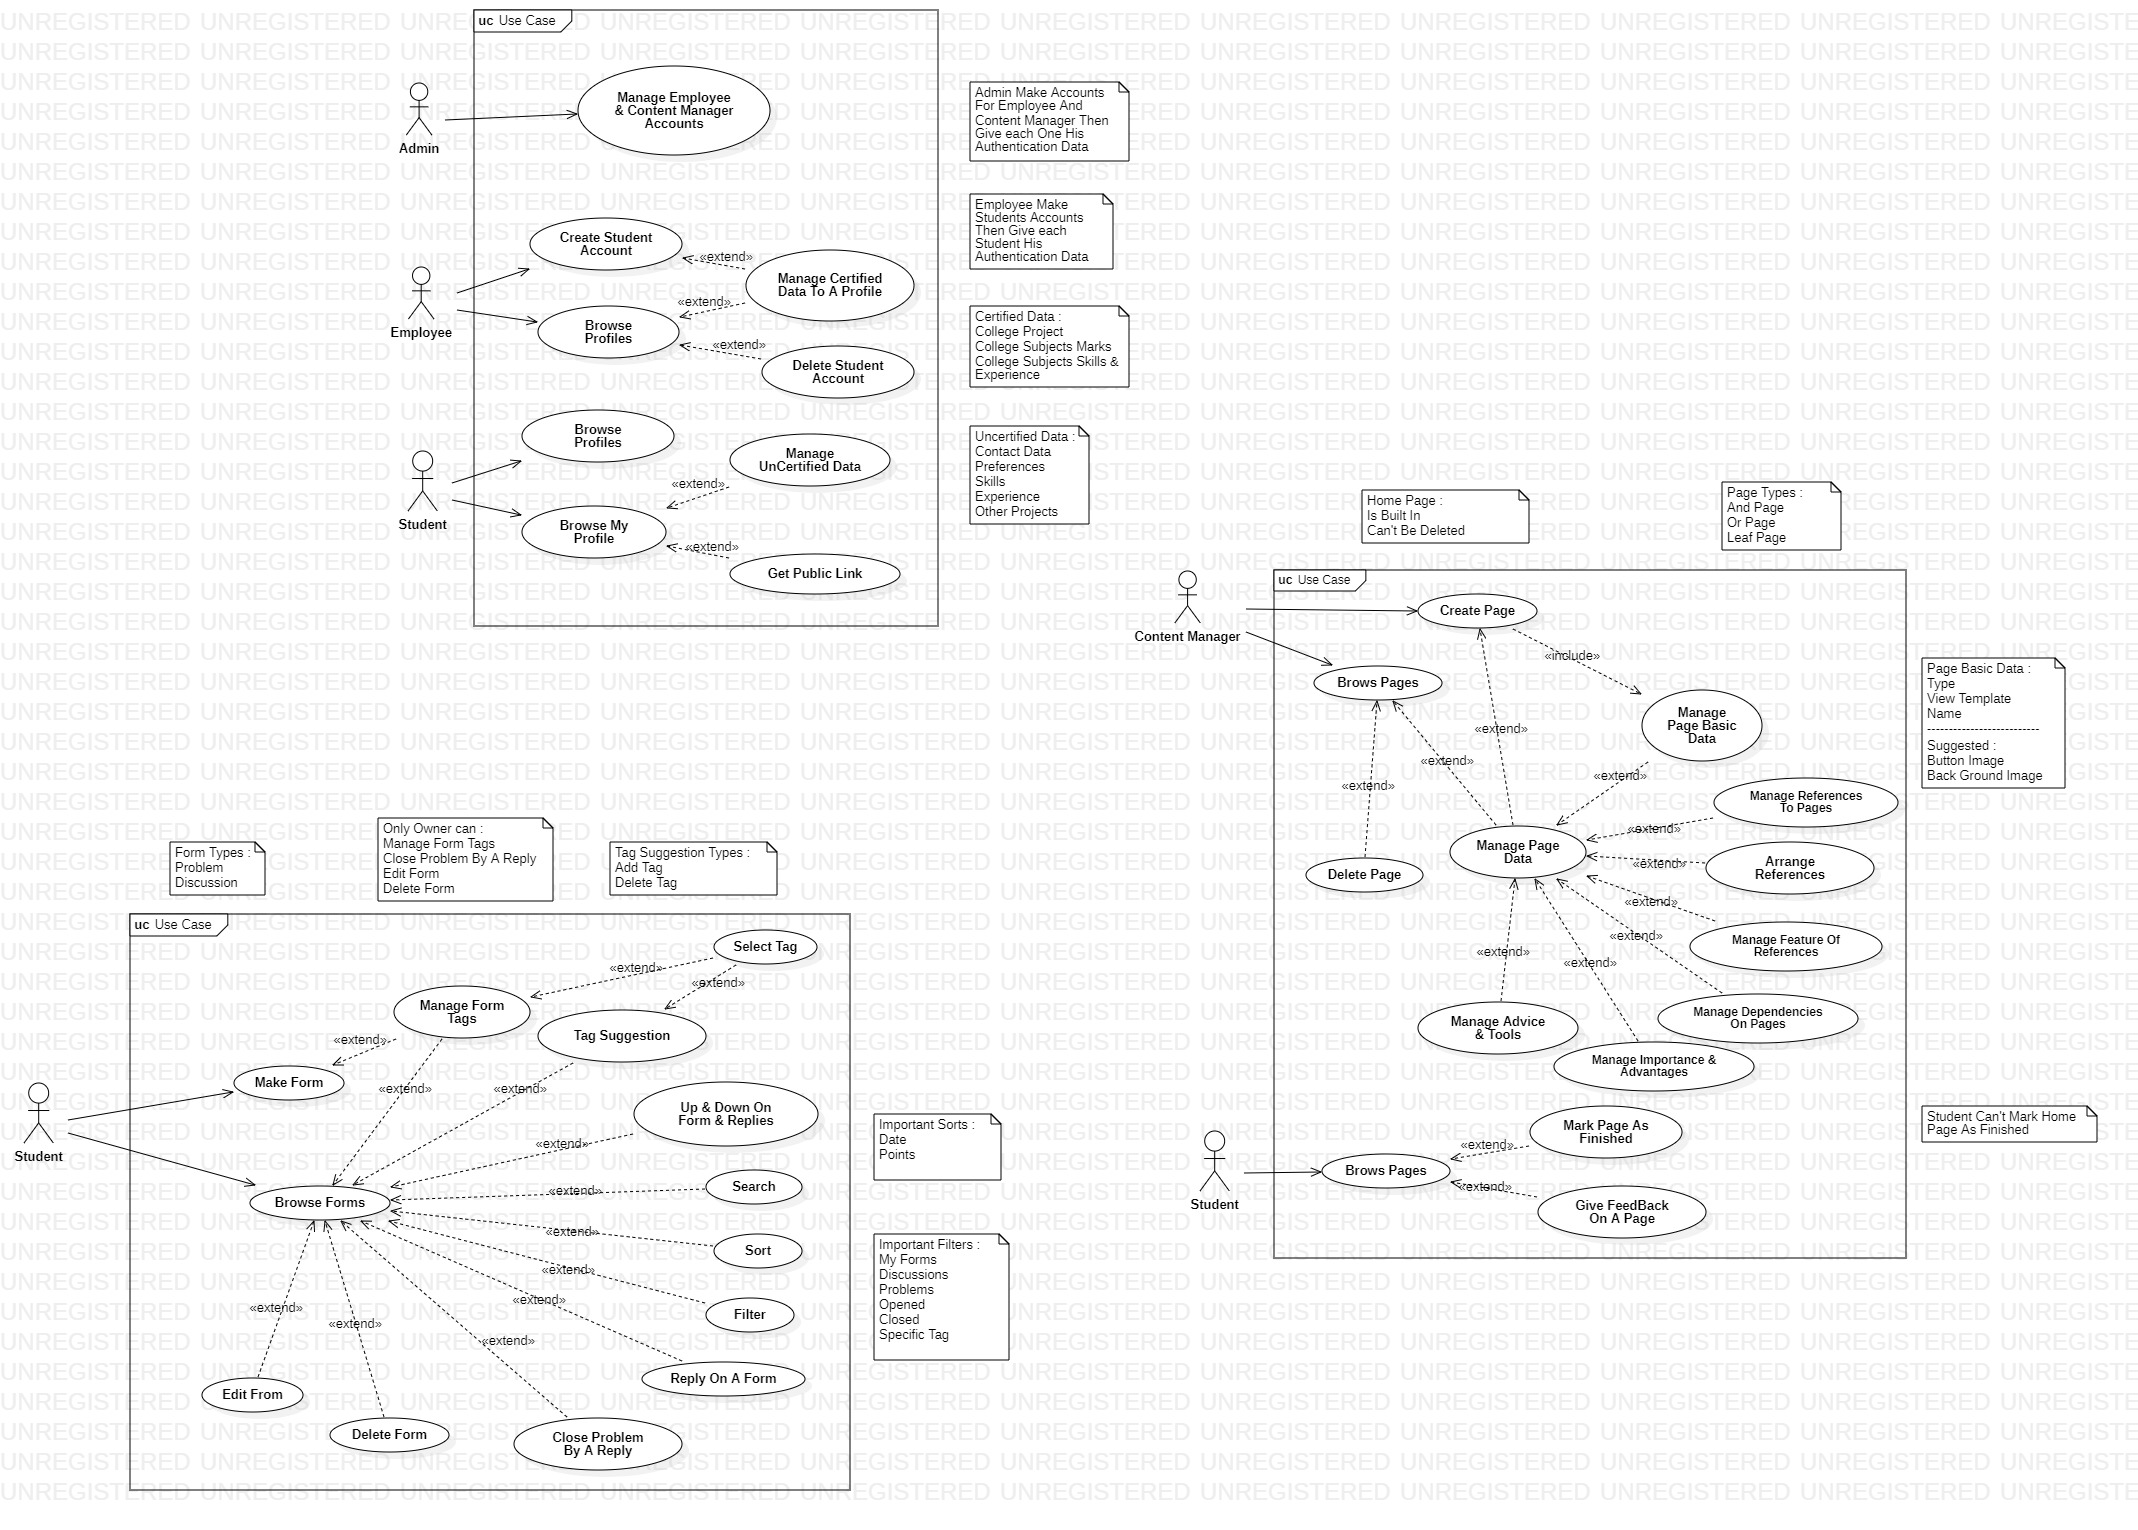 uc Use Case
Admin
Manage Employee
& Content Manager
Accounts
Admin Make Accounts
For Employee And
Content Manager Then
Give each One His
Authentication Data
Employee Make
Students Accounts
Then Give each
Student His
Authentication Data
Employee
Create Student
Account
«extend»
Manage Certified
Data To A Profile
«extend»
Browse
Profiles
«extend»
Delete Student
Account
Certified Data :
College Project
College Subjects Marks
College Subjects Skills &
Experience
Student
Browse
Profiles
Manage
UnCertified Data
«extend»
Browse My
Profile
«extend»
Get Public Link
Uncertified Data :
Contact Data
Preferences
Skills
Experience
Other Projects
Home Page :
Is Built In
Can't Be Deleted
Page Types :
And Page
Or Page
Leaf Page
uc Use Case
Content Manager
Create Page
«include»
Brows Pages
Manage
Page Basic
Data
«extend»
«extend»
«extend»
«extend»
Page Basic Data :
Type
View Template
Name
--------------------------
Suggested :
Button Image
Back Ground Image
Manage References
To Pages
«extend»
Manage Page
Data
«extend»
Arrange
References
Delete Page
«extend»
Manage Feature Of
References
«extend»
«extend»
«extend»
Manage Dependencies
On Pages
Manage Advice
& Tools
Manage Importance &
Advantages
Mark Page As
Finished
«extend»
Brows Pages
«extend»
Give FeedBack
On A Page
Student
Student Can't Mark Home
Page As Finished
Form Types :
Problem
Discussion
Only Owner can :
Manage Form Tags
Close Problem By A Reply
Edit Form
Delete Form
Tag Suggestion Types :
Add Tag
Delete Tag
uc Use Case
Select Tag
«extend»
«extend»
Manage Form
Tags
Tag Suggestion
«extend»
Make Form
«extend»
«extend»
Up & Down On
Form & Replies
«extend»
Student
Search
«extend»
Browse Forms
«extend»
Sort
«extend»
Filter
«extend»
«extend»
«extend»
«extend»
Reply On A Form
Edit From
Delete Form
Close Problem
By A Reply
Important Sorts :
Date
Points
Important Filters :
My Forms
Discussions
Problems
Opened
Closed
Specific Tag
UNREGISTERED